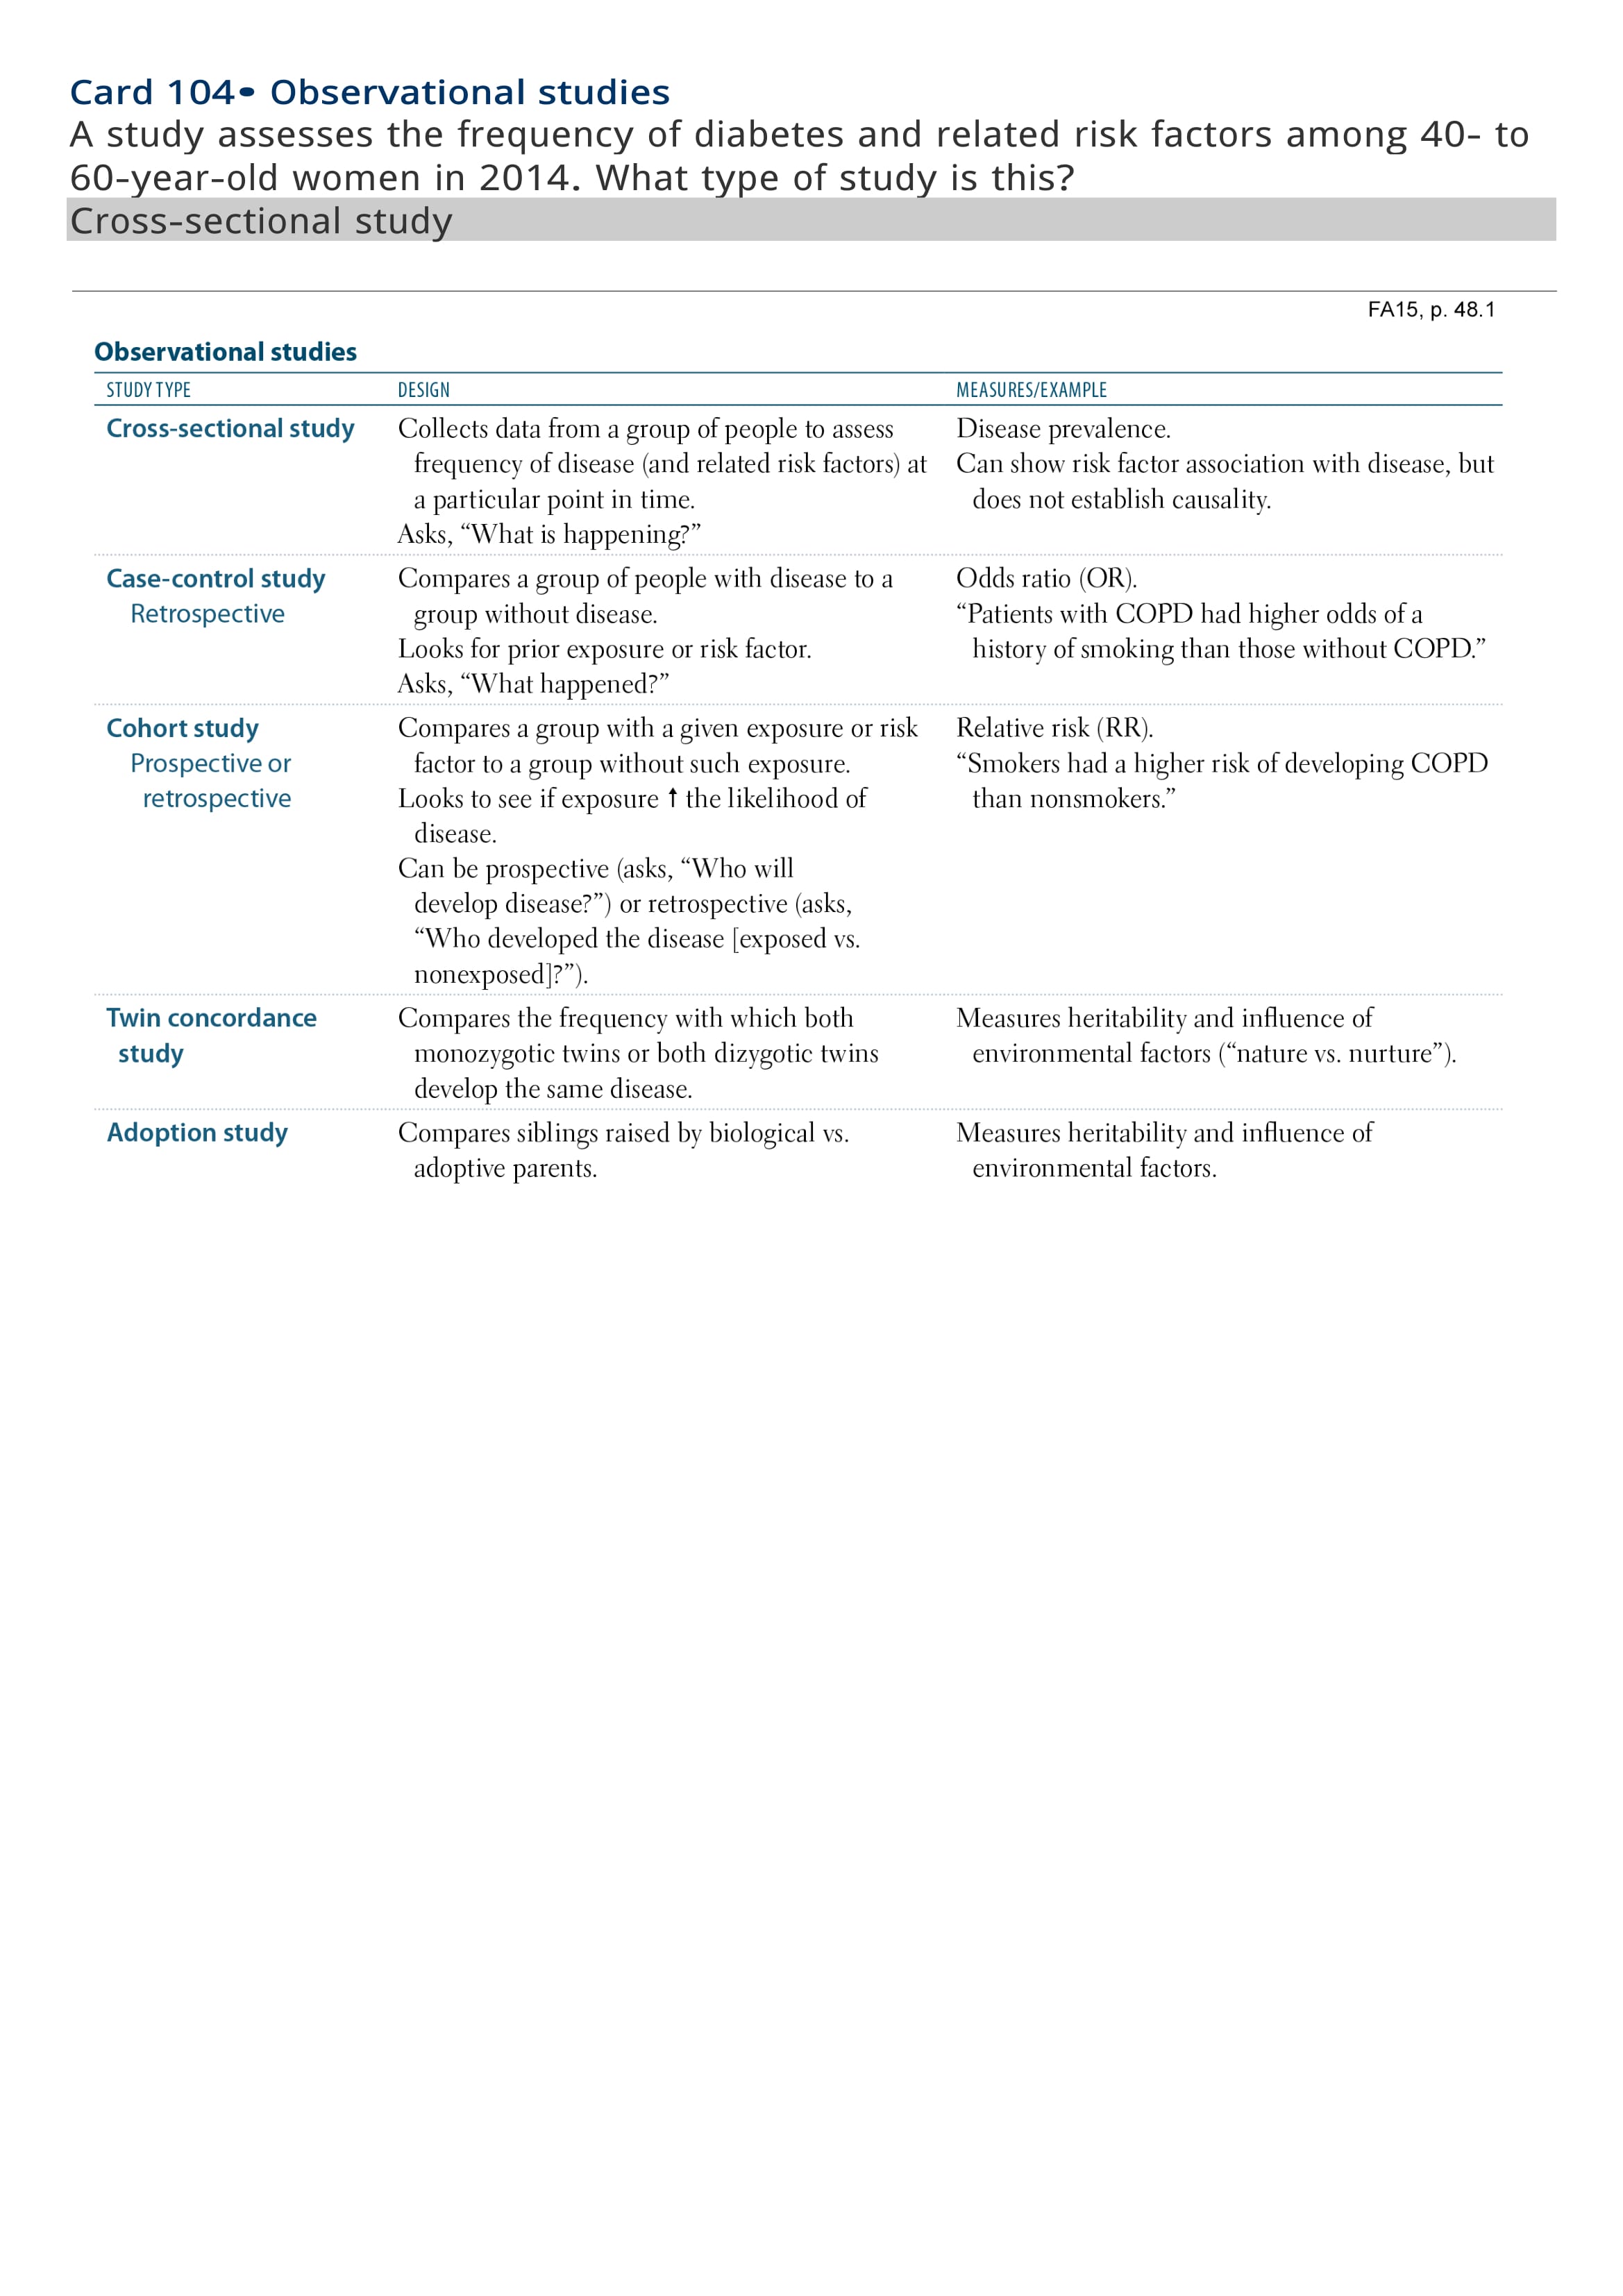 Card 104• Observational studies
A study assesses the frequency of diabetes and related risk factors among 40- to
60-year-old women in 2014. What type of study is this?
Cross-sectional study
FA15, p. 48.1
Observational studies
STUDY TYPE DESIGN MEASURES/EXAMPLE
Cross-sectional study Collects data from a group of people to assess Disease prevalence.
frequency of disease (and related risk factors) at Can show risk factor association with disease, but
a particular point in time. does not establish causality.
Asks, “What is happening?”
Case-control study Compares a group of people with disease to a Odds ratio (OR).
Retrospective group without disease. “Patients with COPD had higher odds of a
Looks for prior exposure or risk factor. history of smoking than those without COPD.”
Asks, “What happened?”
Cohort study Compares a group with a given exposure or risk Relative risk (RR).
Prospective or factor to a group without such exposure. “Smokers had a higher risk of developing COPD
retrospective Looks to see if exposure ↑ the likelihood of than nonsmokers.”
disease.
Can be prospective (asks, “Who will
develop disease?”) or retrospective (asks,
“Who developed the disease [exposed vs.
nonexposed]?”).
Twin concordance Compares the frequency with which both Measures heritability and influence of
study monozygotic twins or both dizygotic twins environmental factors (“nature vs. nurture”).
develop the same disease.
Adoption study Compares siblings raised by biological vs. Measures heritability and influence of
adoptive parents. environmental factors.